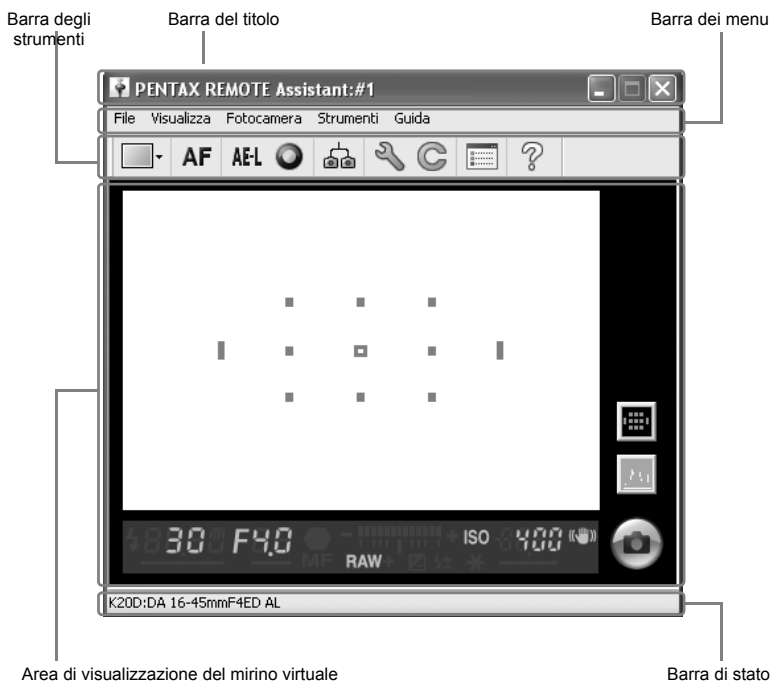 Barra degli strumenti
Barra del titolo
Barra dei menu
PENTAX REMOTE Assistant:#1
File Visualizza Fotocamera Strumenti Guida
AF AE-L
30 F4.0 - + ISO 400
MF RAW+
K20D:DA 16-45mmF4ED AL
Area di visualizzazione del mirino virtuale
Barra di stato